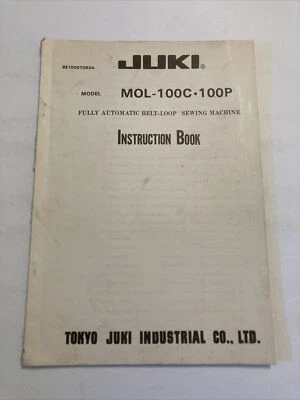 JUKI®
MODEL MOL-100C·100P
FULLY AUTOMATIC BELT-LOOP SEWING MACHINE
INSTRUCTION BOOK
TOKYO JUKI INDUSTRIAL CO., LTD.